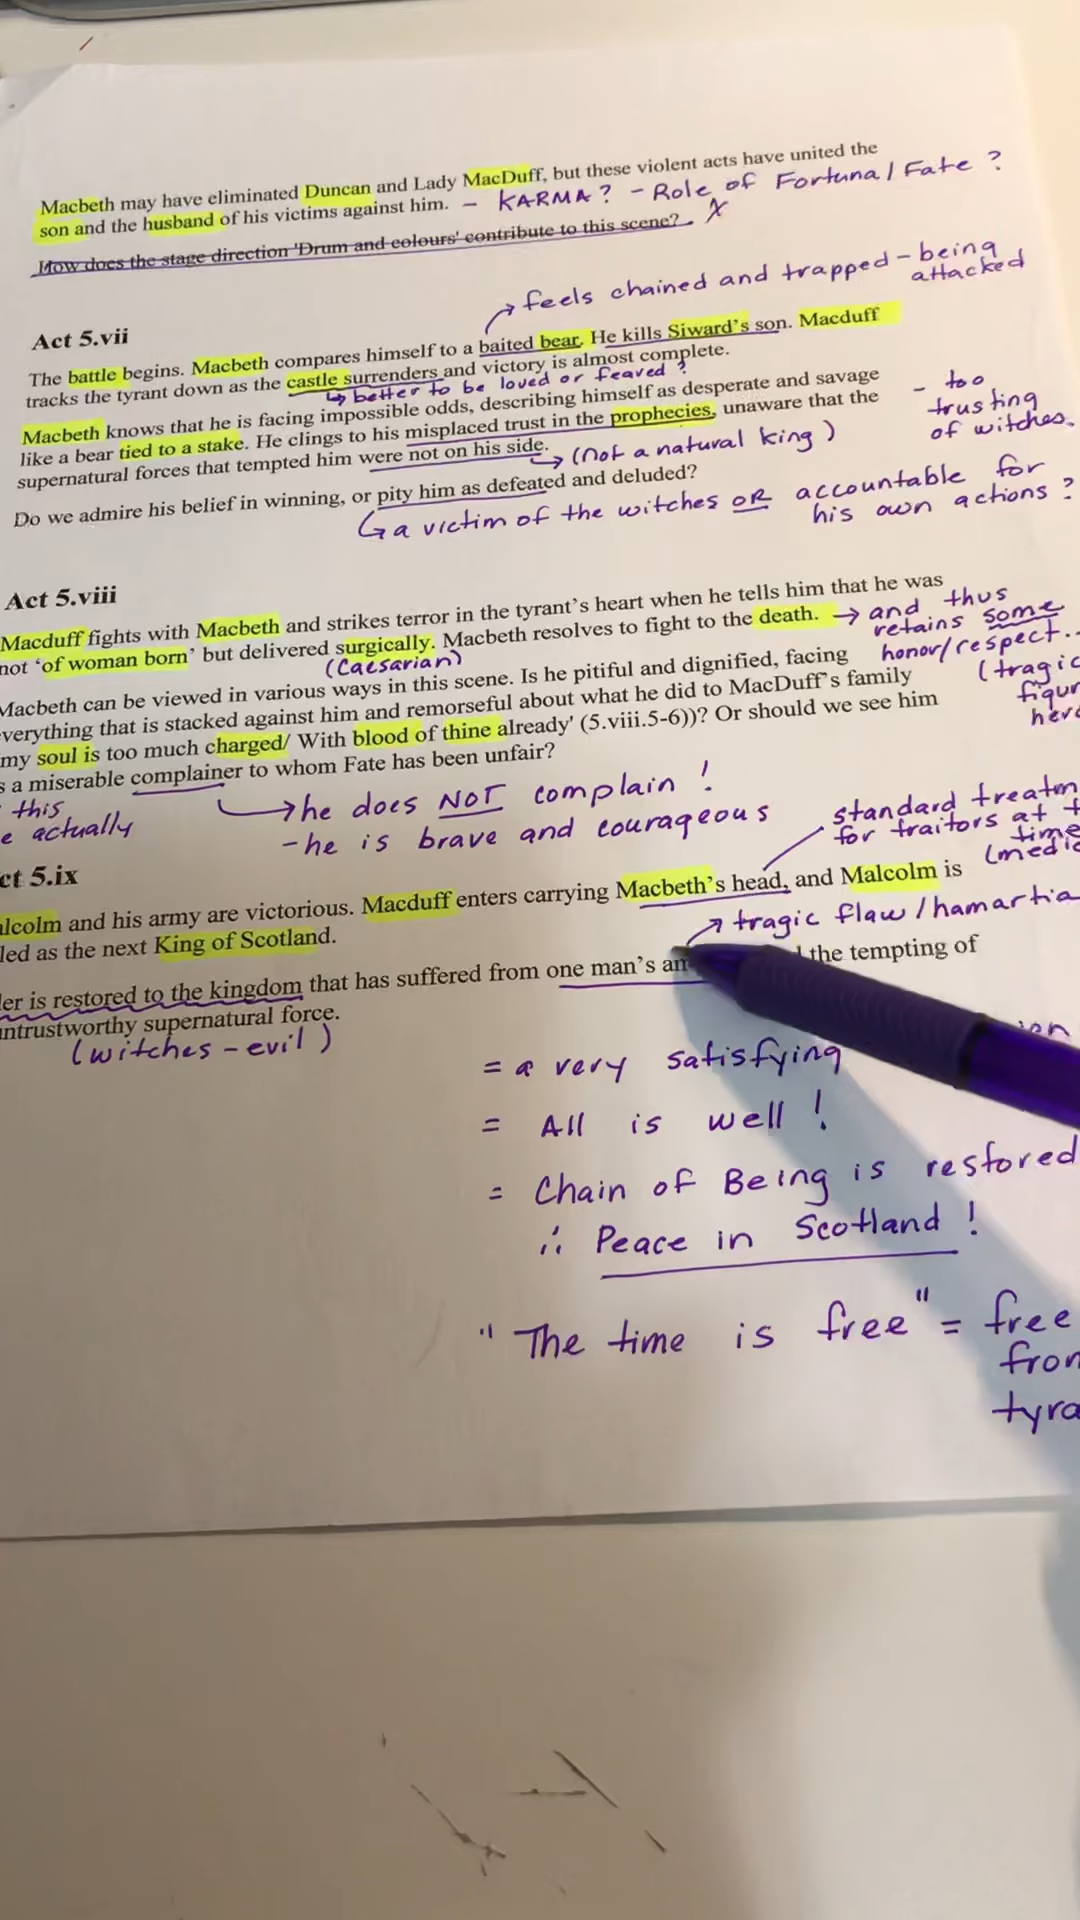 Macbeth may have eliminated Duncan and Lady MacDuff, but these violent acts have united the
son and the husband of his victims against him. - KARMA? - Role of Fortuna/Fate?
How does the stage direction 'Drum and colours' contribute to this scene? X
→ feels chained and trapped - being
attacked
Act 5.vii
The battle begins. Macbeth compares himself to a baited bear. He kills Siward's son. Macduff
tracks the tyrant down as the castle surrenders and victory is almost complete.
↳ better to be loved or feared?
Macbeth knows that he is facing impossible odds, describing himself as desperate and savage
like a bear tied to a stake. He clings to his misplaced trust in the prophecies, unaware that the
supernatural forces that tempted him were not on his side.
- too
trusting
of witches.
→ (not a natural king)
Do we admire his belief in winning, or pity him as defeated and deluded?
↳ a victim of the witches OR accountable for
his own actions?
Act 5.viii
Macduff fights with Macbeth and strikes terror in the tyrant's heart when he tells him that he was
not 'of woman born' but delivered surgically. Macbeth resolves to fight to the death.
(Caesarian)
→ and thus
retains some
honor/respect..
(tragic
Macbeth can be viewed in various ways in this scene. Is he pitiful and dignified, facing
verything that is stacked against him and remorseful about what he did to MacDuff's family
my soul is too much charged/ With blood of thine already' (5.viii.5-6))? Or should we see him
s a miserable complainer to whom Fate has been unfair?
this
e actually
→ he does NOT complain!
- he is brave and courageous
standard treatm
for traitors at t
time
ct 5.ix
lcolm and his army are victorious. Macduff enters carrying Macbeth's head, and Malcolm is
led as the next King of Scotland.
→ tragic flaw/hamartia
er is restored to the kingdom that has suffered from one man's am the tempting of
ntrustworthy supernatural force.
(witches - evil)
= a very satisfying
= All is well!
= Chain of Being is restored
∴ Peace in Scotland!
"The time is free" = free
from
tyra